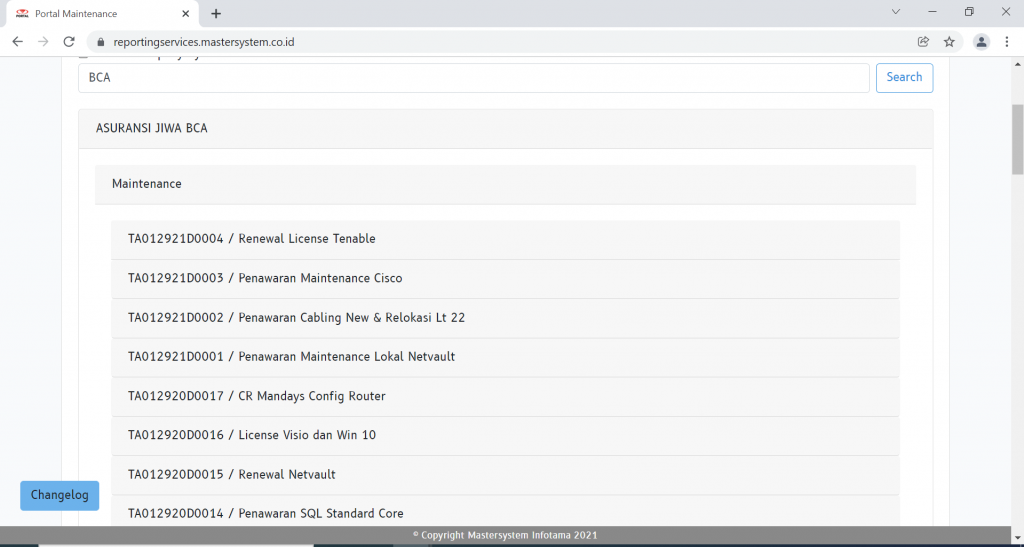 Portal Maintenance
reportingservices.mastersystem.co.id
BCA
Search
ASURANSI JIWA BCA
Maintenance
TA012921D0004 / Renewal License Tenable
TA012921D0003 / Penawaran Maintenance Cisco
TA012921D0002 / Penawaran Cabling New & Relokasi Lt 22
TA012921D0001 / Penawaran Maintenance Lokal Netvault
TA012920D0017 / CR Mandays Config Router
TA012920D0016 / License Visio dan Win 10
TA012920D0015 / Renewal Netvault
Changelog
TA012920D0014 / Penawaran SQL Standard Core
© Copyright Mastersystem Infotama 2021